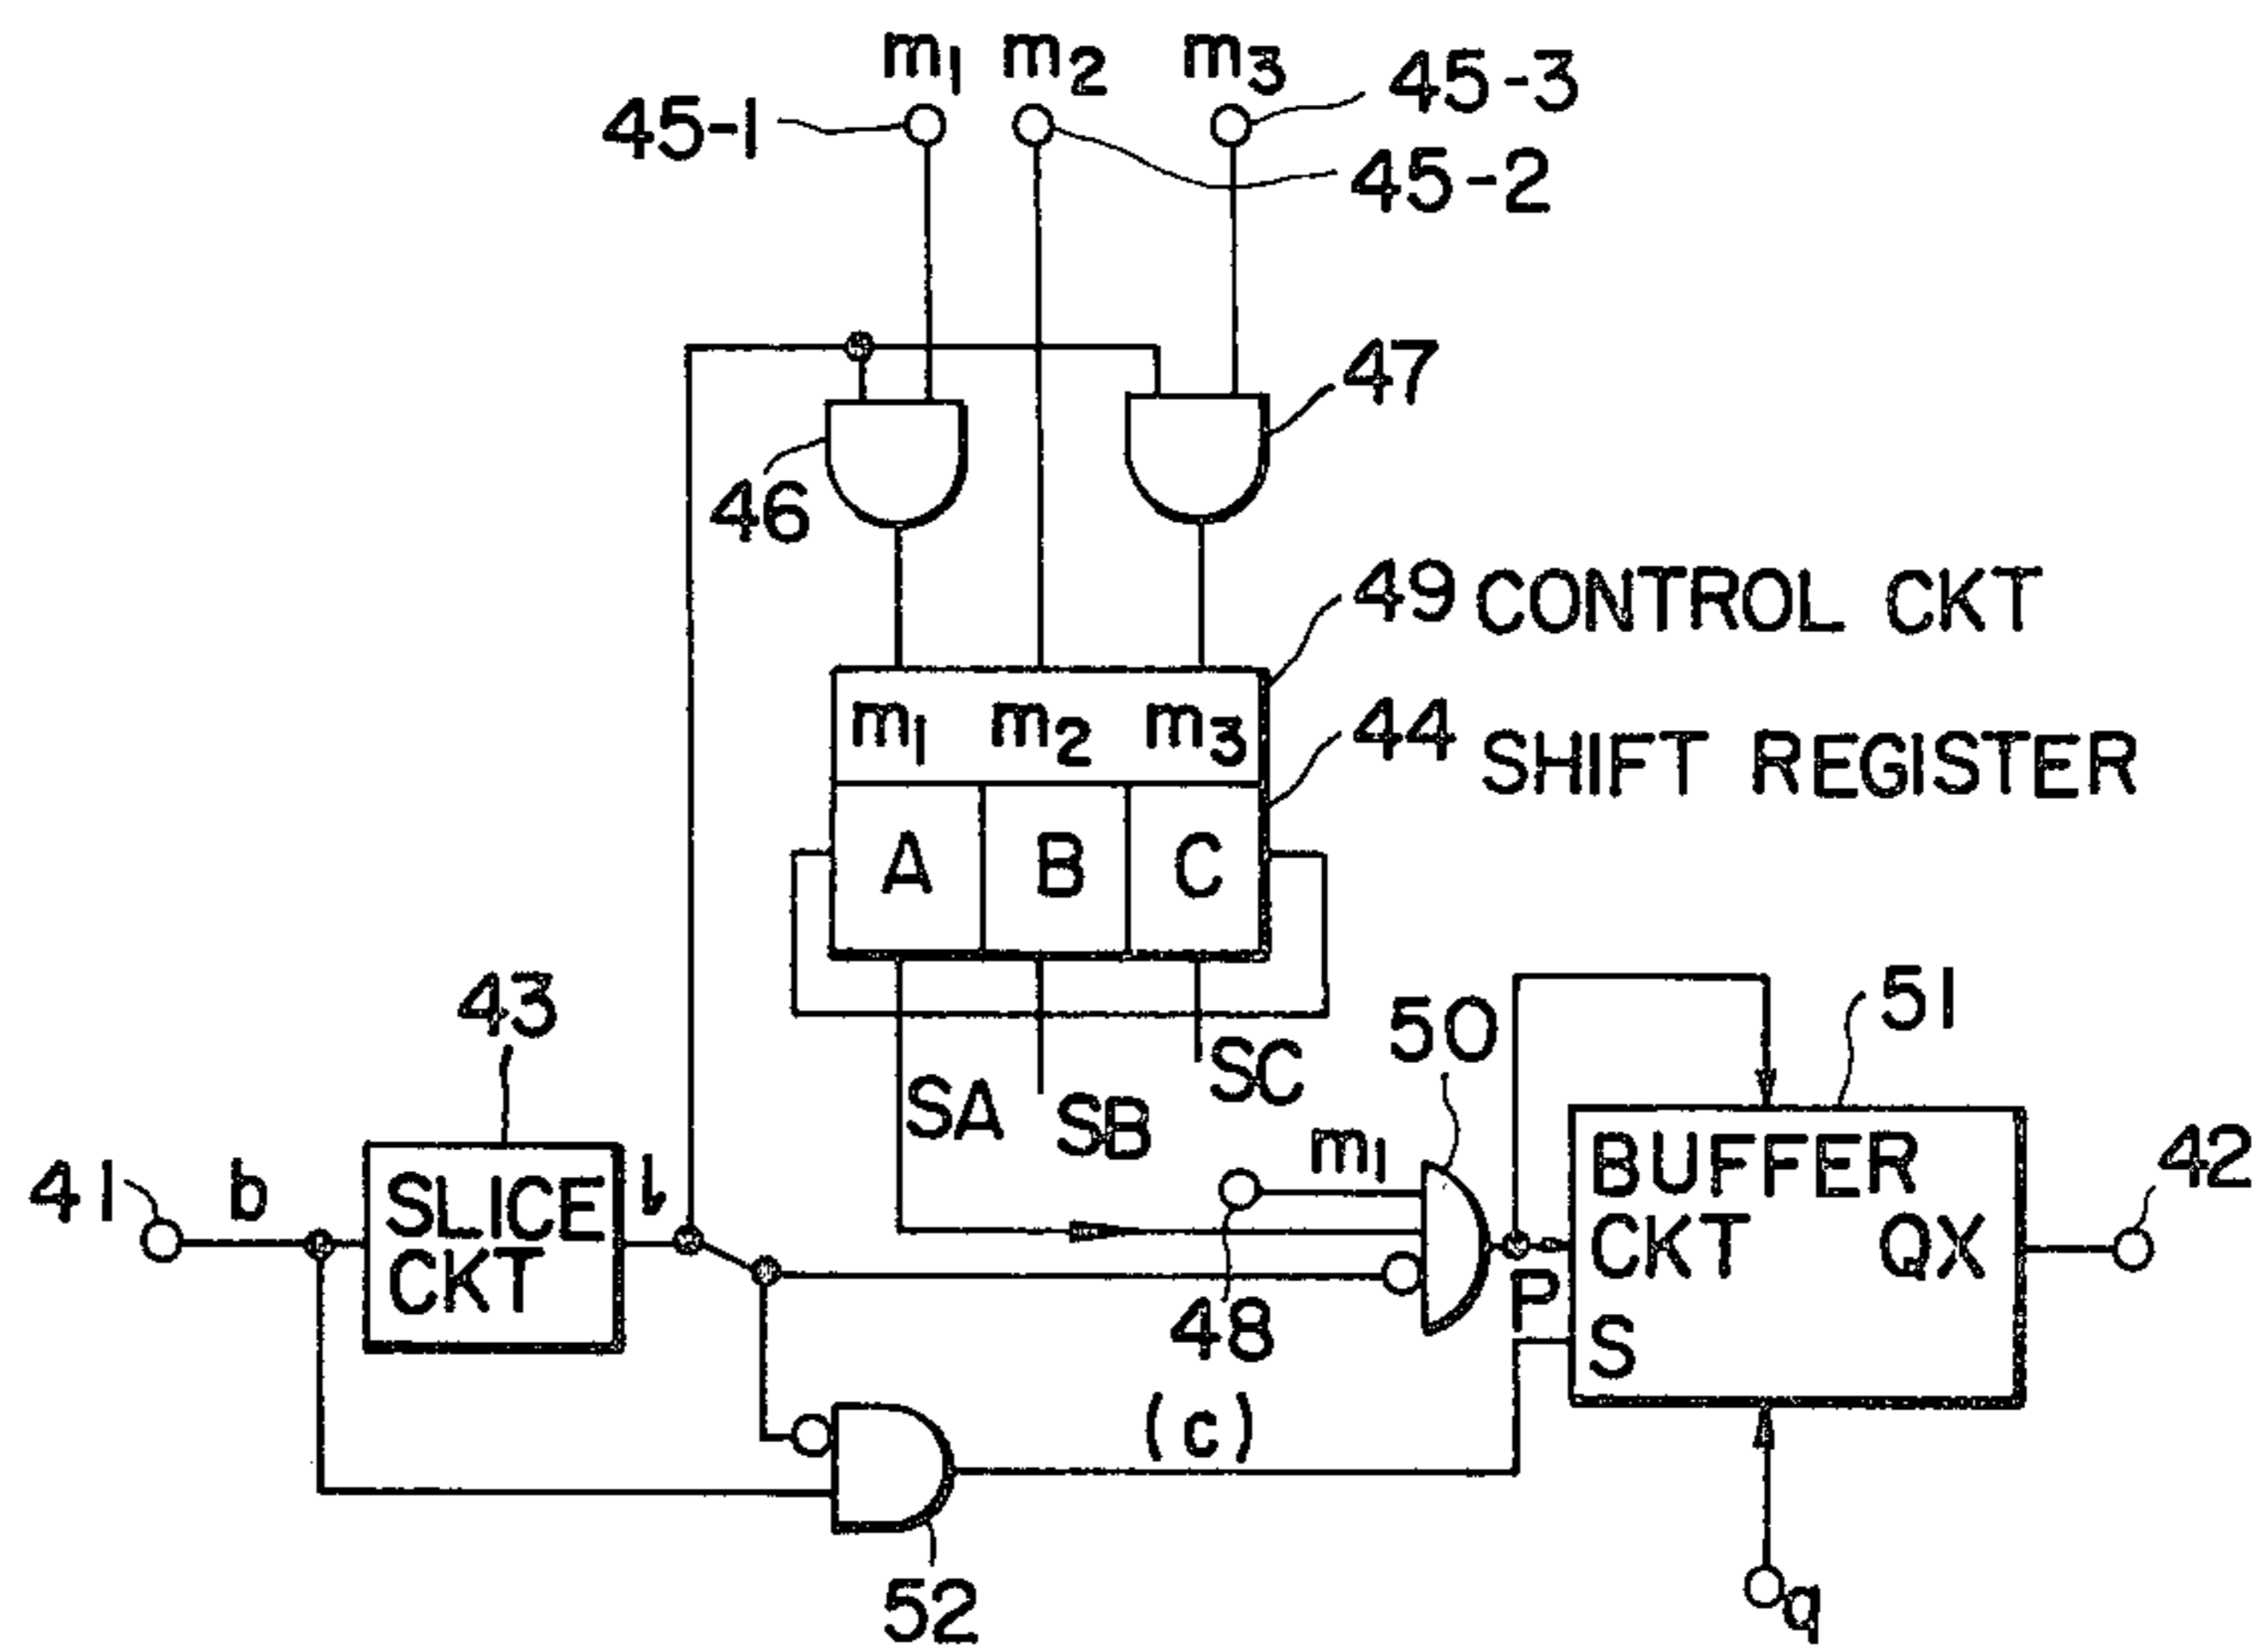 m1 m2 m3 45-3
45-1
45-2
47
46
49 CONTROL CKT
m1 m2 m3
44 SHIFT REGISTER
A B C
43
50
51
SC
SA
SB
m1
41 b
SLICE
CKT
BUFFER
CKT QX
S
42
P
48
(c)
52
q